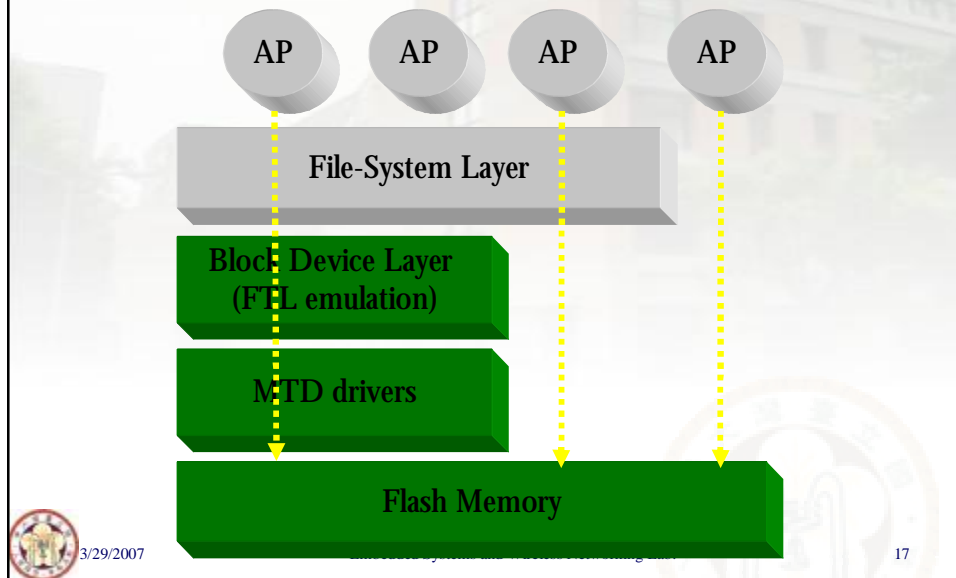 AP AP AP AP
File-System Layer
Block Device Layer
(FTL emulation)
MTD drivers
Flash Memory
3/29/2007 17